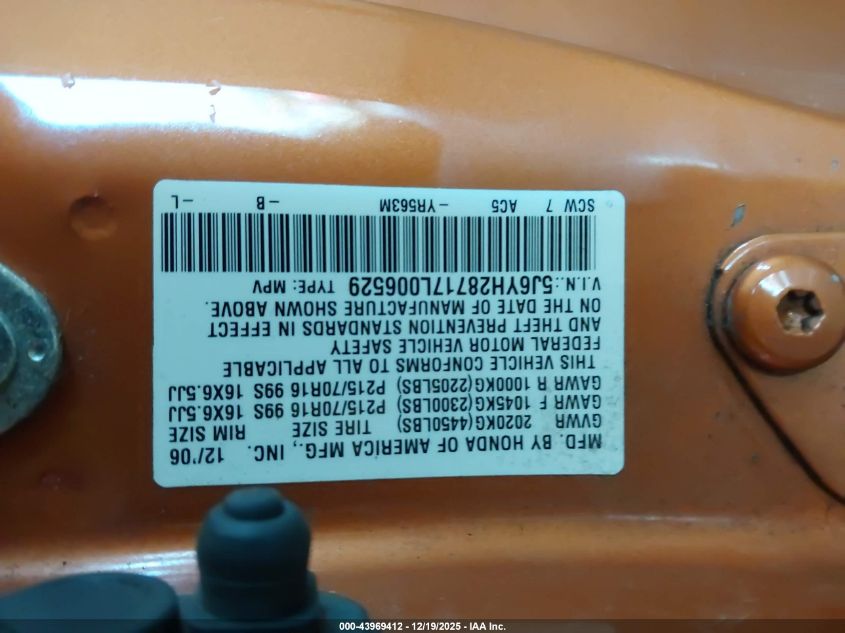 MFD. BY HONDA OF AMERICA MFG., INC. 12/'06
GVWR 2020KG(4450LBS) TIRE SIZE RIM SIZE
GAWR F 1045KG(2300LBS) P215/70R16 99S 16X6.5JJ
GAWR R 1000KG(2205LBS) P215/70R16 99S 16X6.5JJ
THIS VEHICLE CONFORMS TO ALL APPLICABLE
FEDERAL MOTOR VEHICLE SAFETY
AND THEFT PREVENTION STANDARDS IN EFFECT
ON THE DATE OF MANUFACTURE SHOWN ABOVE.
V.I.N.:5J6YH28717L006529 TYPE: MPV
SCW 7 AC5 -YR563M -B -L
000-43969412 - 12/19/2025 - IAA Inc.